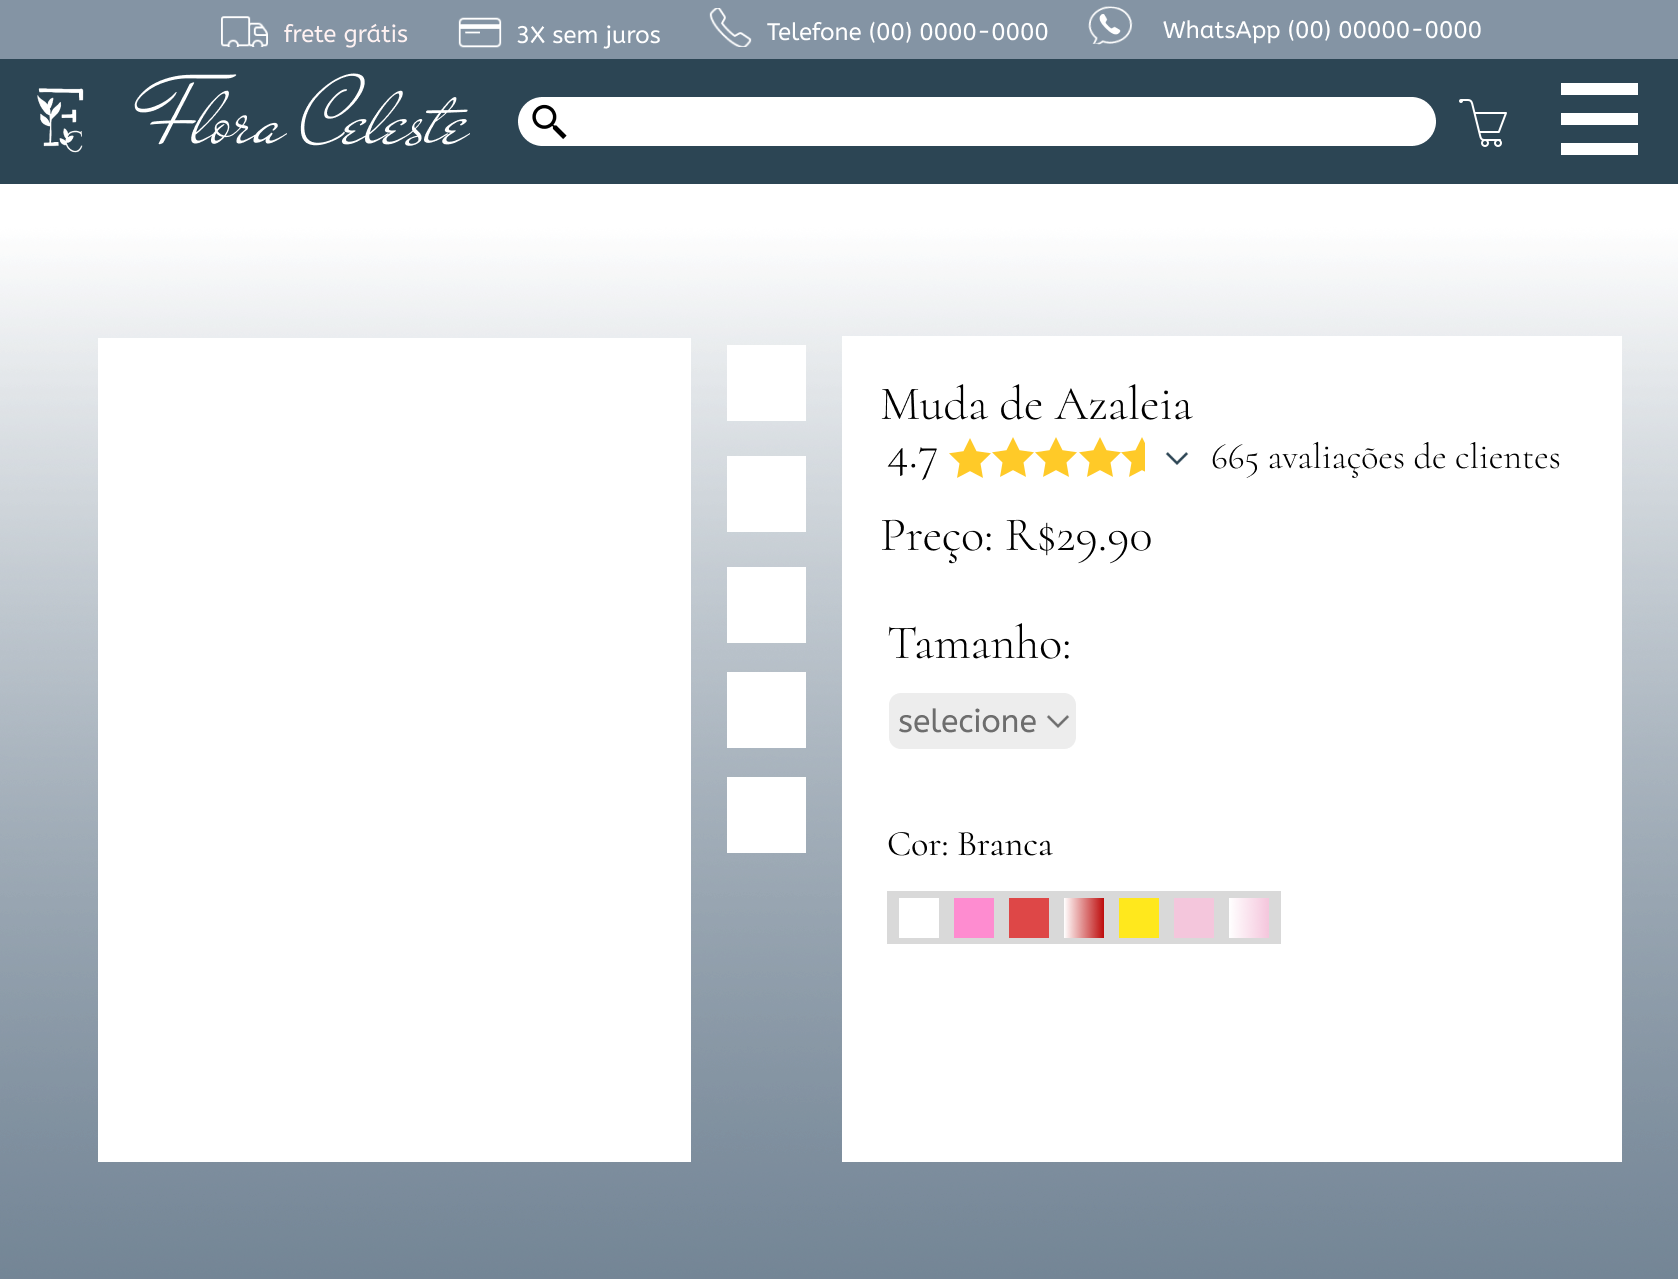 frete grátis
3X sem juros
Telefone (00) 0000-0000
WhatsApp (00) 00000-0000
Flora Celeste
Muda de Azaleia
4.7
665 avaliações de clientes
Preço: R$29.90
Tamanho:
selecione
Cor: Branca